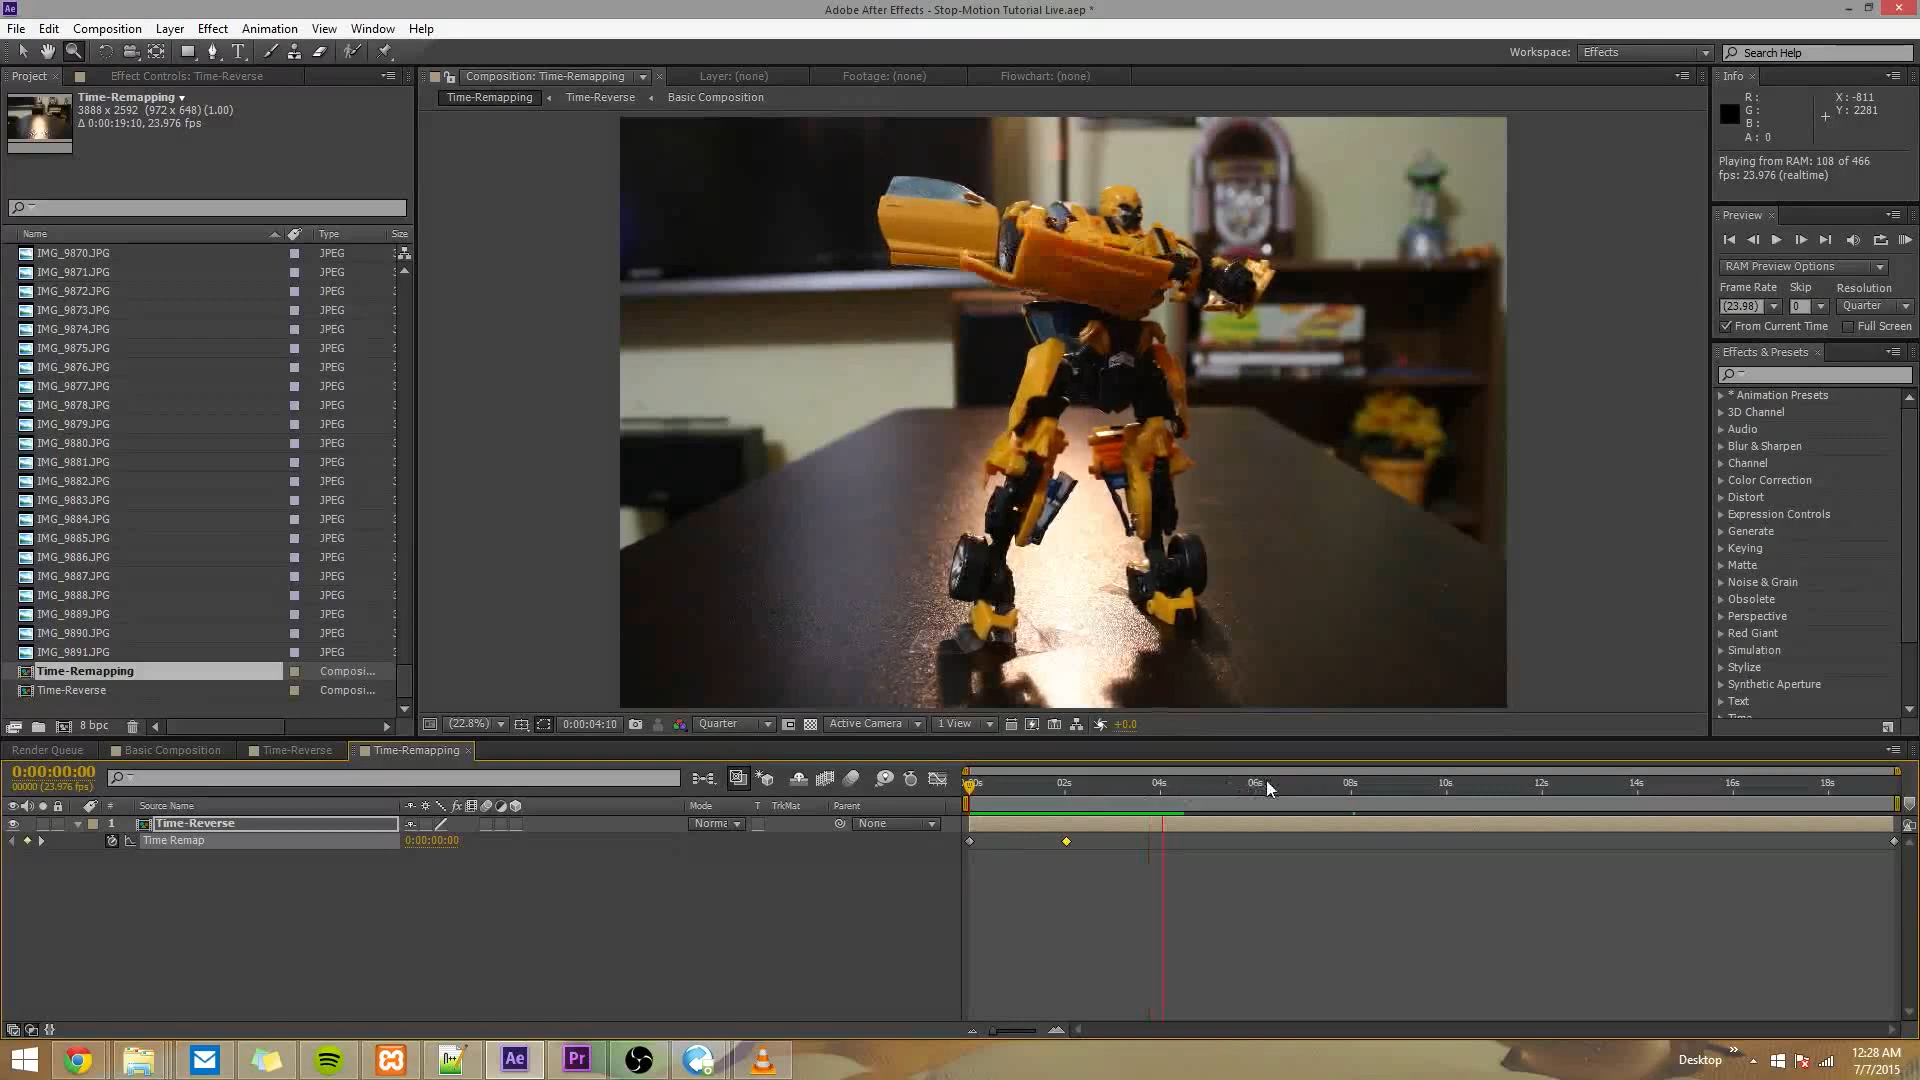 Ae Adobe After Effects - Stop-Motion Tutorial Live.aep *
File Edit Composition Layer Effect Animation View Window Help
Workspace: Effects Search Help
Project Effect Controls: Time-Reverse
Time-Remapping
3888 x 2592 (972 x 648) (1.00)
Δ 0:00:19:10, 23.976 fps
Name Type Size
IMG_9870.JPG JPEG
IMG_9871.JPG JPEG
IMG_9872.JPG JPEG
IMG_9873.JPG JPEG
IMG_9874.JPG JPEG
IMG_9875.JPG JPEG
IMG_9876.JPG JPEG
IMG_9877.JPG JPEG
IMG_9878.JPG JPEG
IMG_9879.JPG JPEG
IMG_9880.JPG JPEG
IMG_9881.JPG JPEG
IMG_9882.JPG JPEG
IMG_9883.JPG JPEG
IMG_9884.JPG JPEG
IMG_9885.JPG JPEG
IMG_9886.JPG JPEG
IMG_9887.JPG JPEG
IMG_9888.JPG JPEG
IMG_9889.JPG JPEG
IMG_9890.JPG JPEG
IMG_9891.JPG JPEG
Time-Remapping Composi...
Time-Reverse Composi...
8 bpc
Composition: Time-Remapping Layer: (none) Footage: (none) Flowchart: (none)
Time-Remapping Time-Reverse Basic Composition
(22.8%) 0:00:04:10 Quarter Active Camera 1 View +0.0
Info
R: X: -811
G: Y: 2281
B:
A: 0
Playing from RAM: 108 of 466
fps: 23.976 (realtime)
Preview
RAM Preview Options
Frame Rate Skip Resolution
(23.98) 0 Quarter
From Current Time Full Screen
Effects & Presets
* Animation Presets
3D Channel
Audio
Blur & Sharpen
Channel
Color Correction
Distort
Expression Controls
Generate
Keying
Matte
Noise & Grain
Obsolete
Perspective
Red Giant
Simulation
Stylize
Synthetic Aperture
Text
Time
Render Queue Basic Composition Time-Reverse Time-Remapping
0:00:00:00
00000 (23.976 fps)
02s 04s 06s 08s 10s 12s 14s 16s 18s
# Source Name fx Mode T TrkMat Parent
1 Time-Reverse Norma None
Time Remap 0:00:00:00
Ae Pr Desktop 12:28 AM
7/7/2015